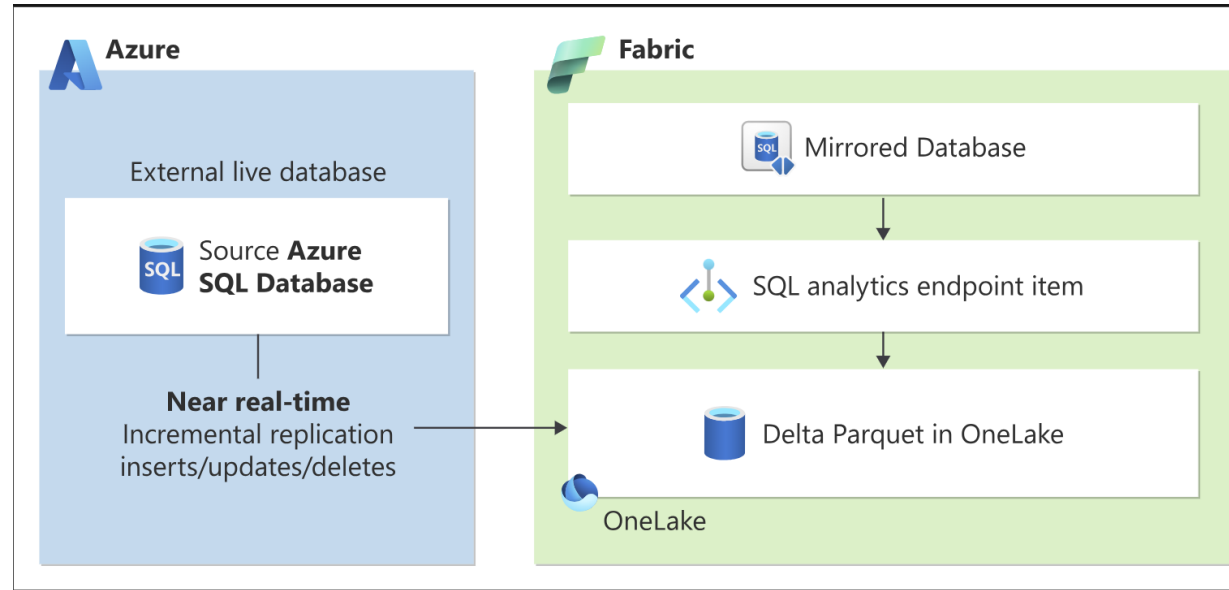 Azure
External live database
SQL
Source Azure
SQL Database
Near real-time
Incremental replication
inserts/updates/deletes
Fabric
SQL
Mirrored Database
SQL analytics endpoint item
Delta Parquet in OneLake
OneLake